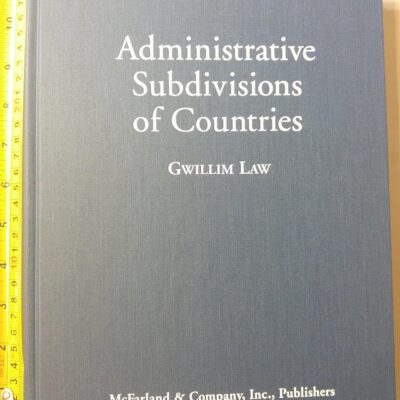 Administrative
Subdivisions
of Countries
GWILLIM LAW
McFarland & Company, Inc., Publishers